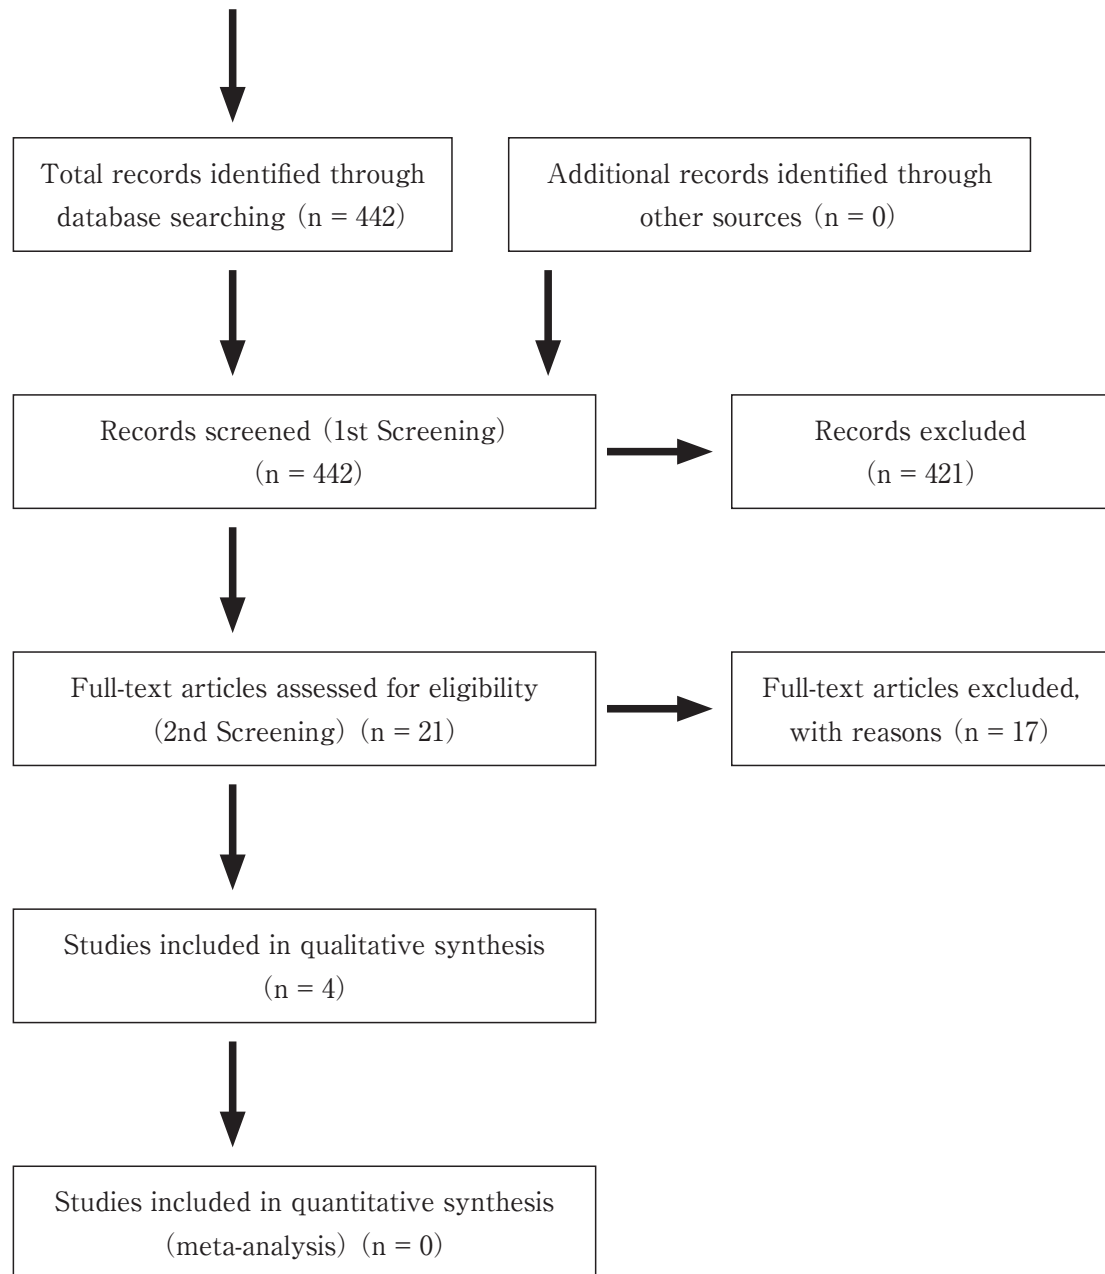 Total records identified through
database searching (n = 442)
Additional records identified through
other sources (n = 0)
Records screened (1st Screening)
(n = 442)
Records excluded
(n = 421)
Full-text articles assessed for eligibility
(2nd Screening) (n = 21)
Full-text articles excluded,
with reasons (n = 17)
Studies included in qualitative synthesis
(n = 4)
Studies included in quantitative synthesis
(meta-analysis) (n = 0)